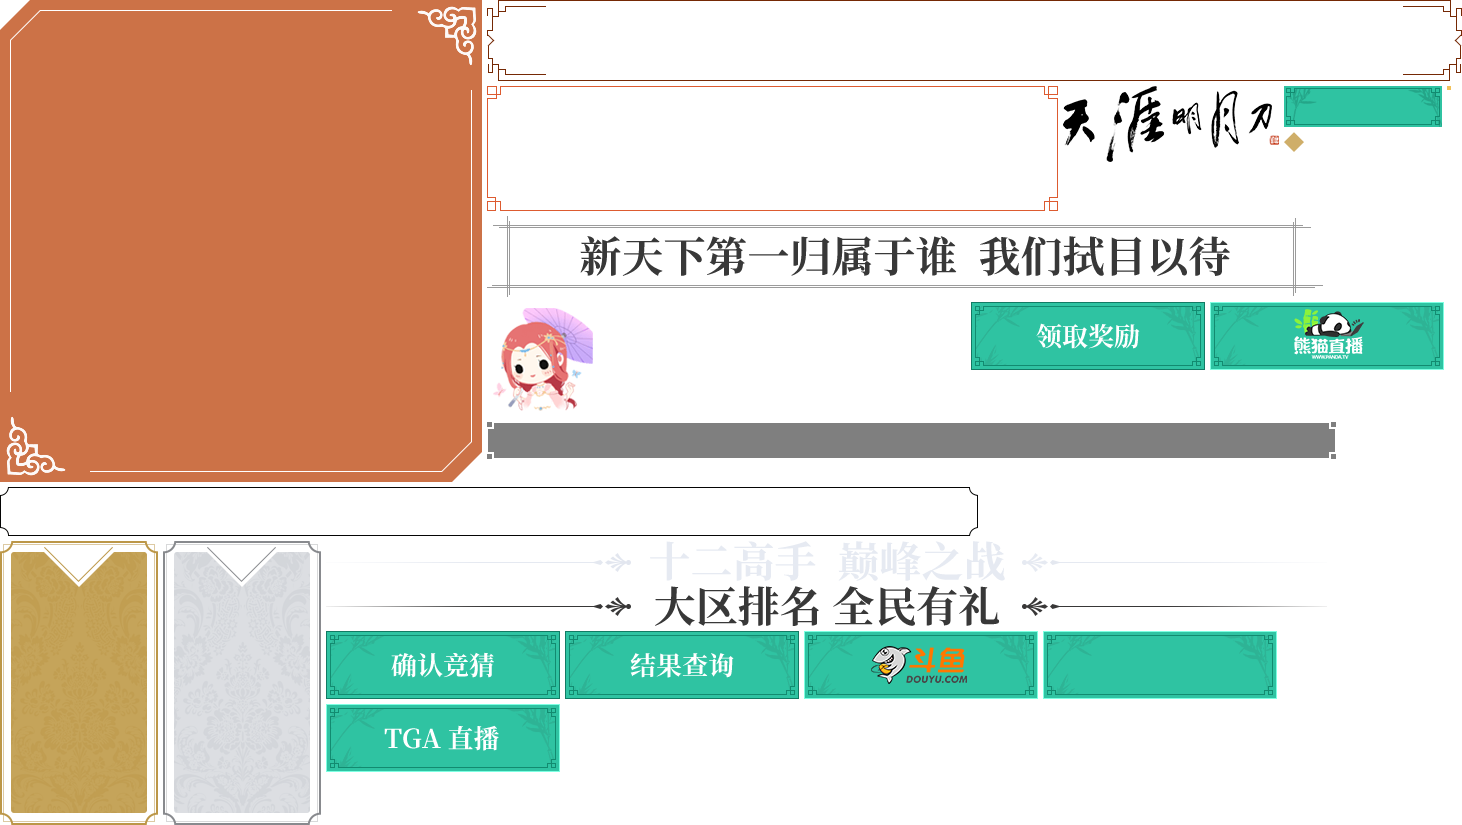 天涯明月刀
新天下第一归属于谁 我们拭目以待
领取奖励
熊猫直播
WWW.PANDA.TV
十二高手 巅峰之战
大区排名 全民有礼
确认竞猜
结果查询
斗鱼
DOUYU.COM
TGA 直播